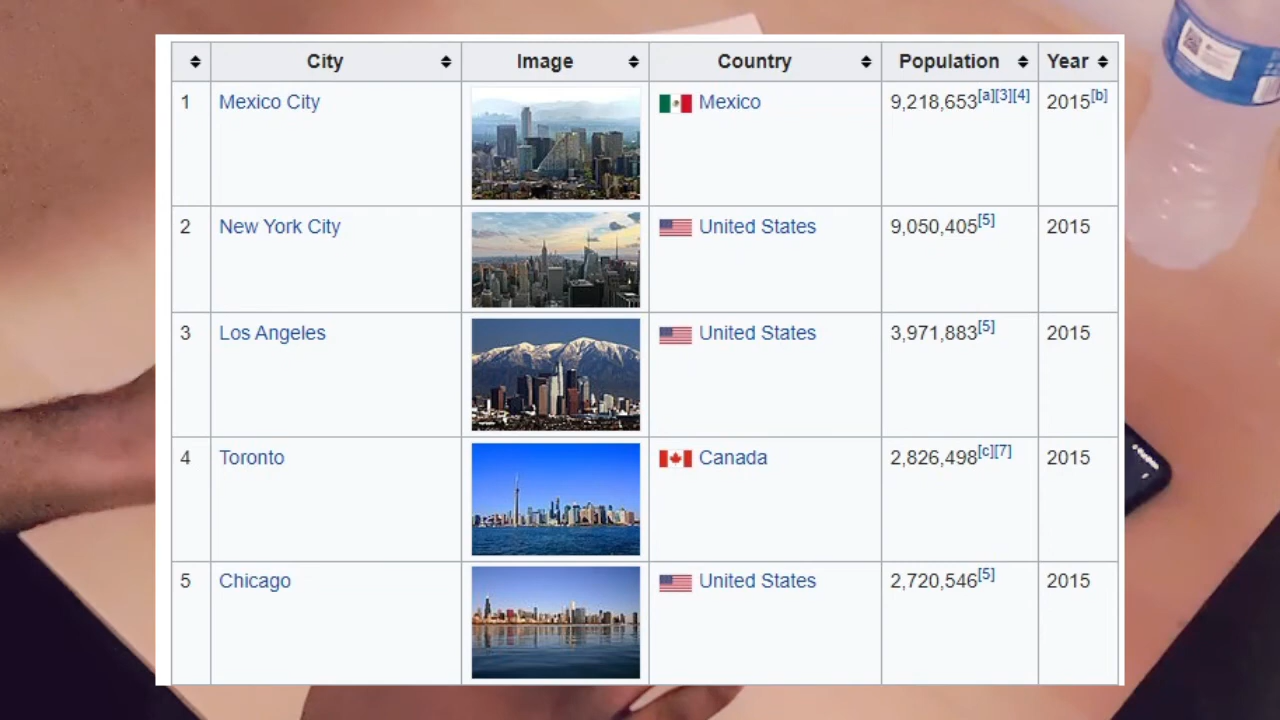 City Image Country Population Year
1 Mexico City Mexico 9,218,653[a][3][4] 2015[b]
2 New York City United States 9,050,405[5] 2015
3 Los Angeles United States 3,971,883[5] 2015
4 Toronto Canada 2,826,498[c][7] 2015
5 Chicago United States 2,720,546[5] 2015